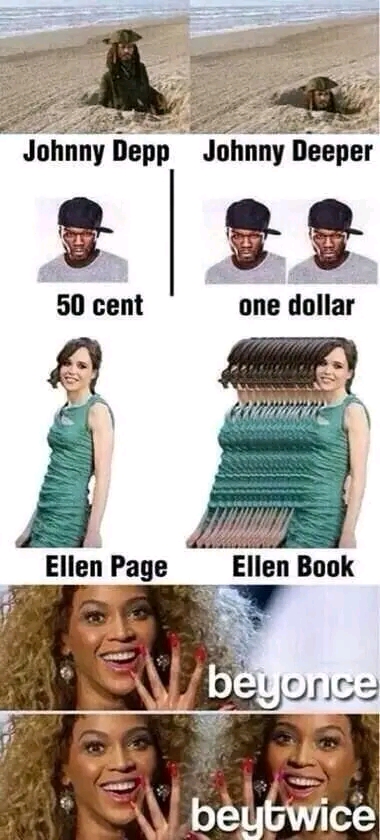 Johnny Depp
Johnny Deeper
50 cent
one dollar
Ellen Page
Ellen Book
beyonce
beytwice